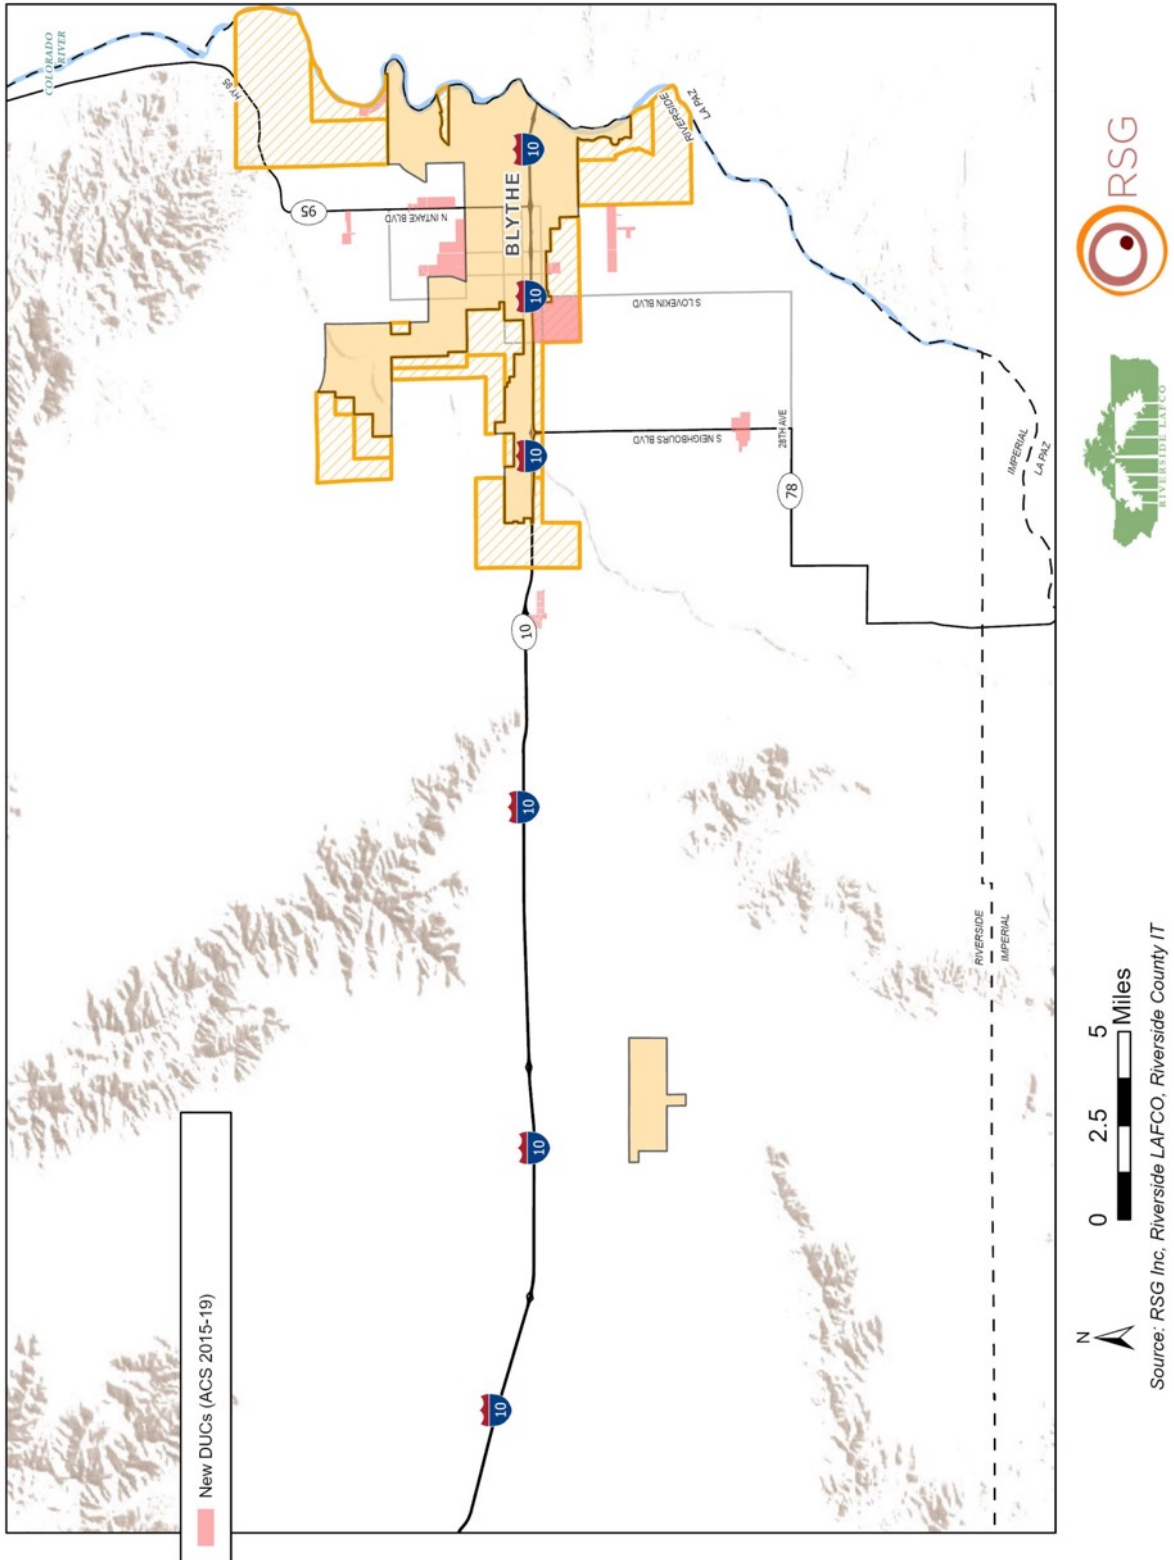 COLORADO
RIVER
HY 95
95
N INTAKE BLVD
BLYTHE
10
10
10
RIVERSIDE
LA PAZ
S LOVEKIN BLVD
S NEIGHBOURS BLVD
28TH AVE
78
IMPERIAL
LA PAZ
10
10
10
10
RIVERSIDE
IMPERIAL
New DUCs (ACS 2015-19)
N
0 2.5 5
Miles
Source: RSG Inc, Riverside LAFCO, Riverside County IT
RIVERSIDE LAFCO
RSG